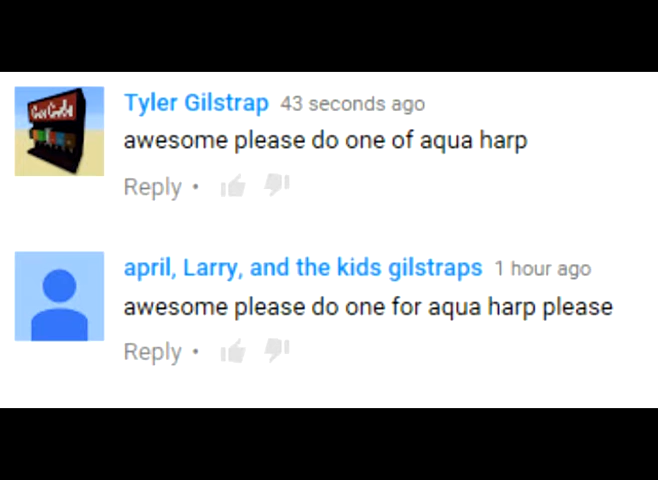 Tyler Gilstrap 43 seconds ago
awesome please do one of aqua harp
Reply •
april, Larry, and the kids gilstraps 1 hour ago
awesome please do one for aqua harp please
Reply •